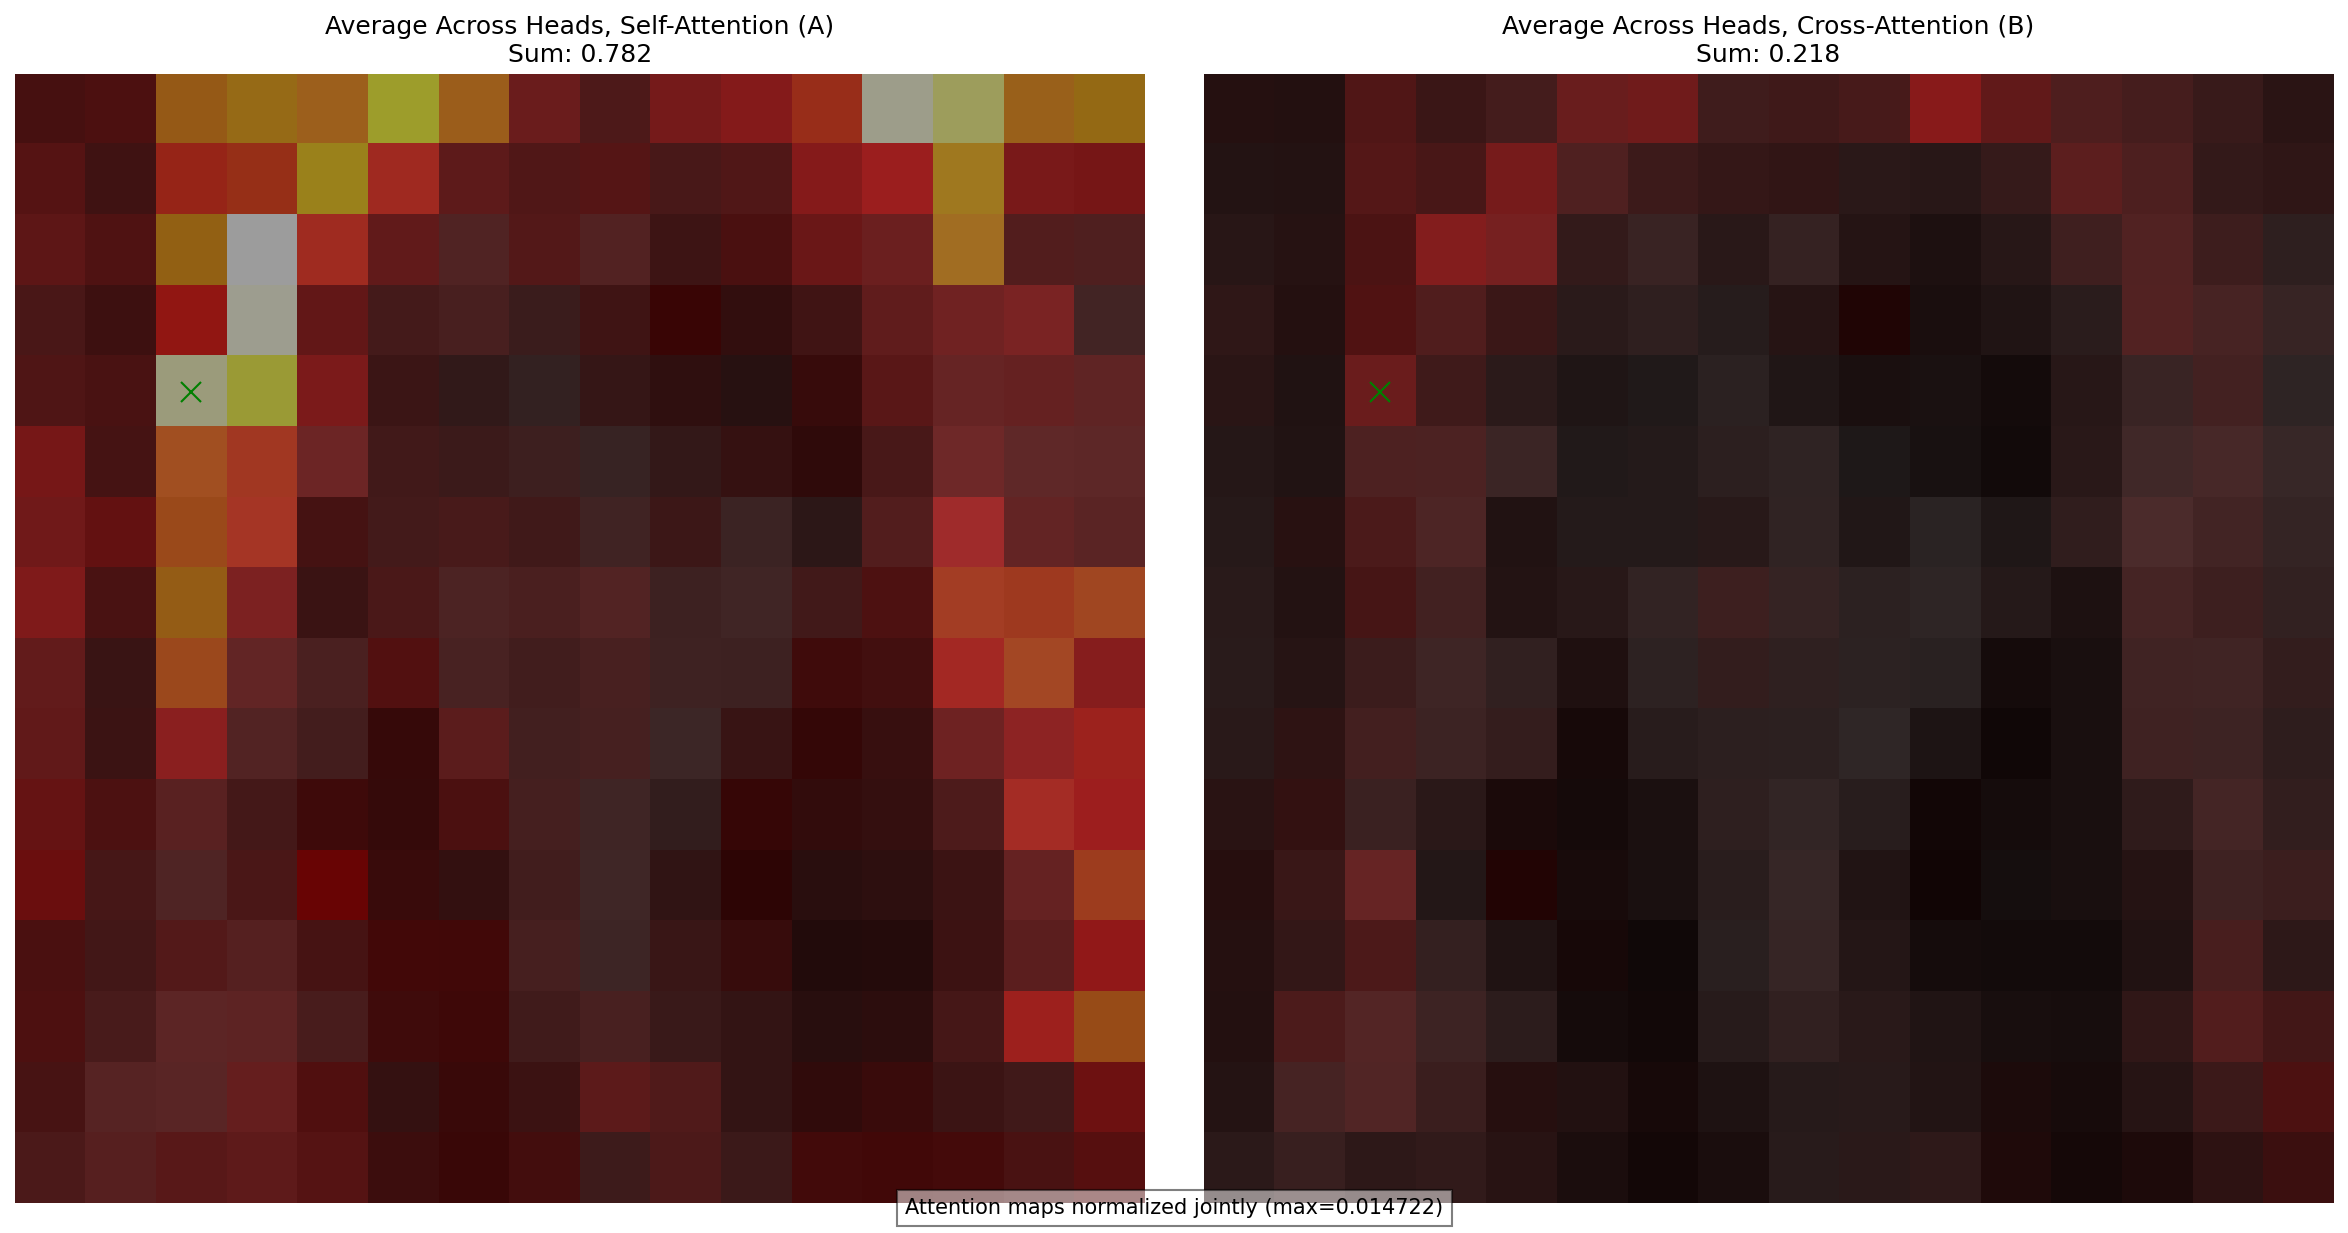 Average Across Heads, Self-Attention (A)
Sum: 0.782
Average Across Heads, Cross-Attention (B)
Sum: 0.218
Attention maps normalized jointly (max=0.014722)